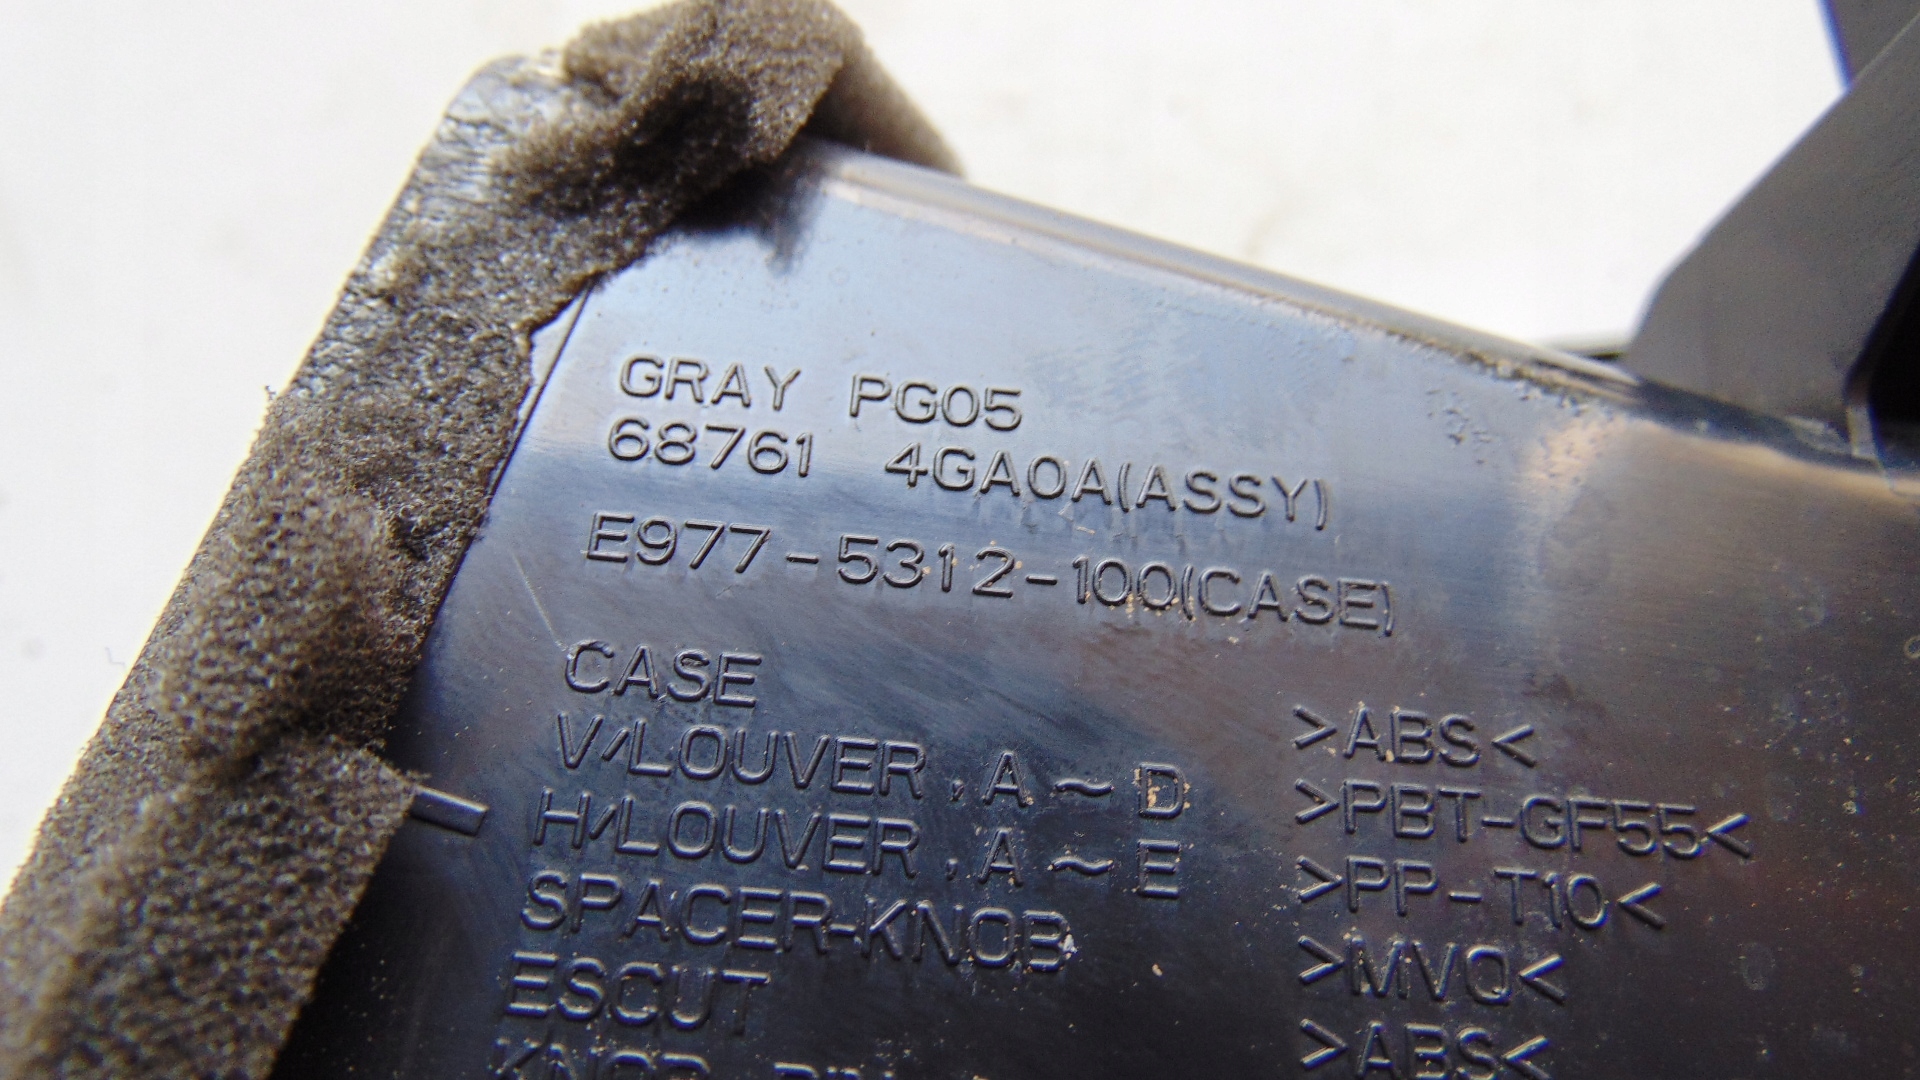 GRAY PG05
68761 4GA0A(ASSY)
E977-5312-100(CASE)
CASE >ABS<
V/LOUVER,A~D >PBT-GF55<
H/LOUVER,A~E >PP-T10<
SPACER-KNOB >MVQ<
ESCUT >ABS<